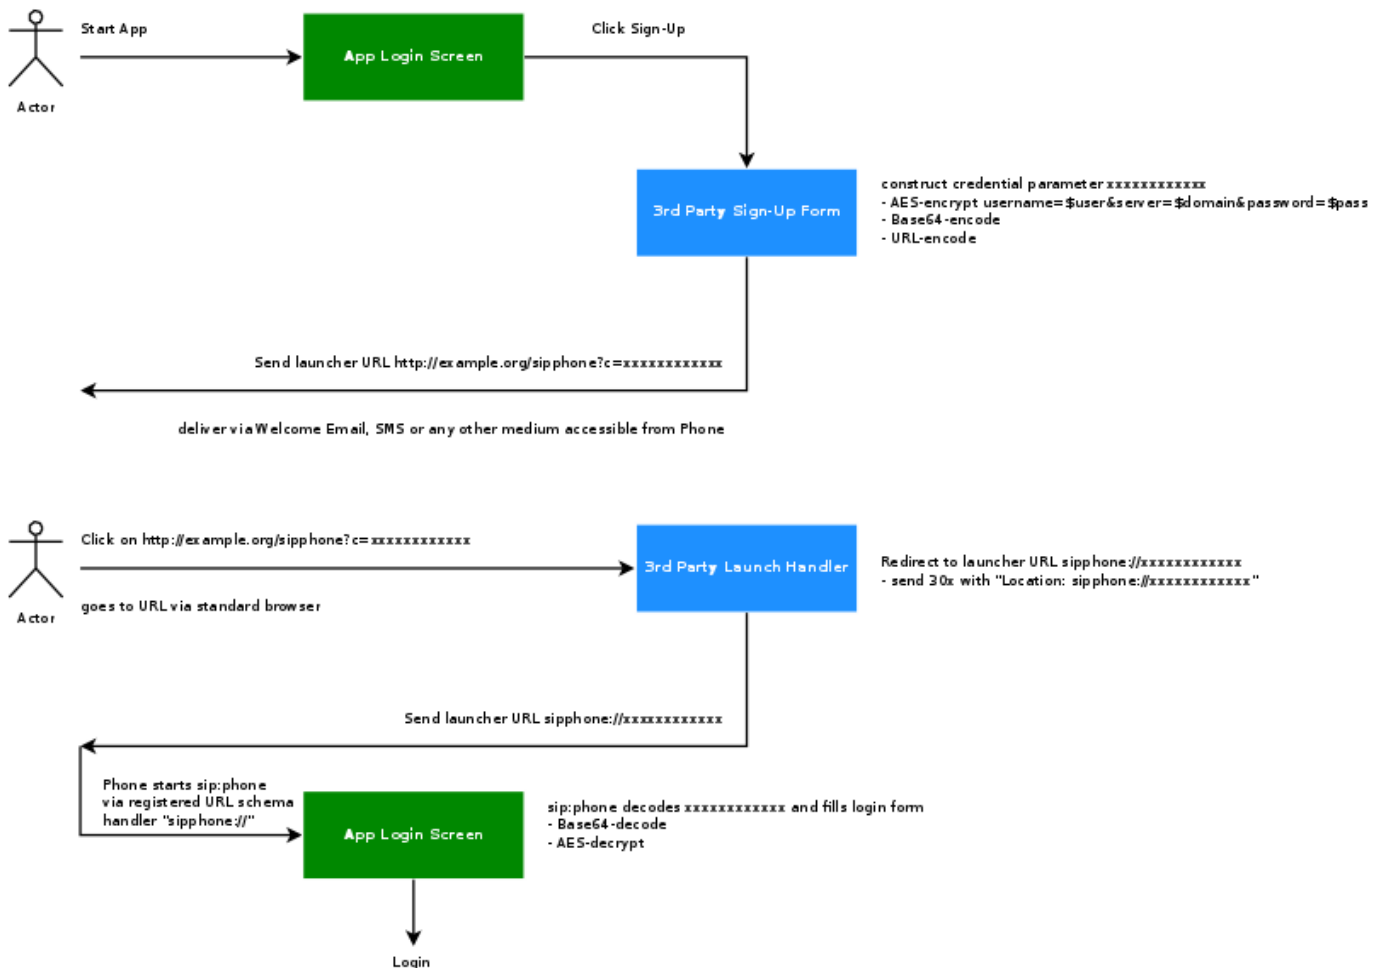 Start App
Click Sign-Up
App Login Screen
Actor
3rd Party Sign-Up Form
construct credential parameter xxxxxxxxxxxx
- AES-encrypt username=$user&server=$domain&password=$pass
- Base64-encode
- URL-encode
Send launcher URL http://example.org/sipphone?c=xxxxxxxxxxxx
deliver via Welcome Email, SMS or any other medium accessible from Phone
Click on http://example.org/sipphone?c=xxxxxxxxxxxx
goes to URL via standard browser
Actor
3rd Party Launch Handler
Redirect to launcher URL sipphone://xxxxxxxxxxxx
- send 30x with "Location: sipphone://xxxxxxxxxxxx"
Send launcher URL sipphone://xxxxxxxxxxxx
Phone starts sip:phone
via registered URL schema
handler "sipphone://"
App Login Screen
sip:phone decodes xxxxxxxxxxxx and fills login form
- Base64-decode
- AES-decrypt
Login